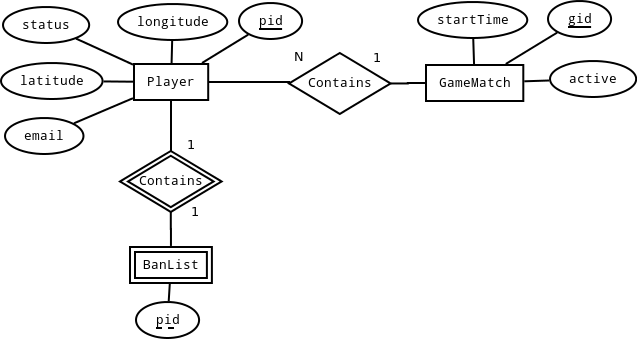 status
longitude
pid
startTime
gid
N
1
latitude
Player
Contains
GameMatch
active
email
1
Contains
1
BanList
pid